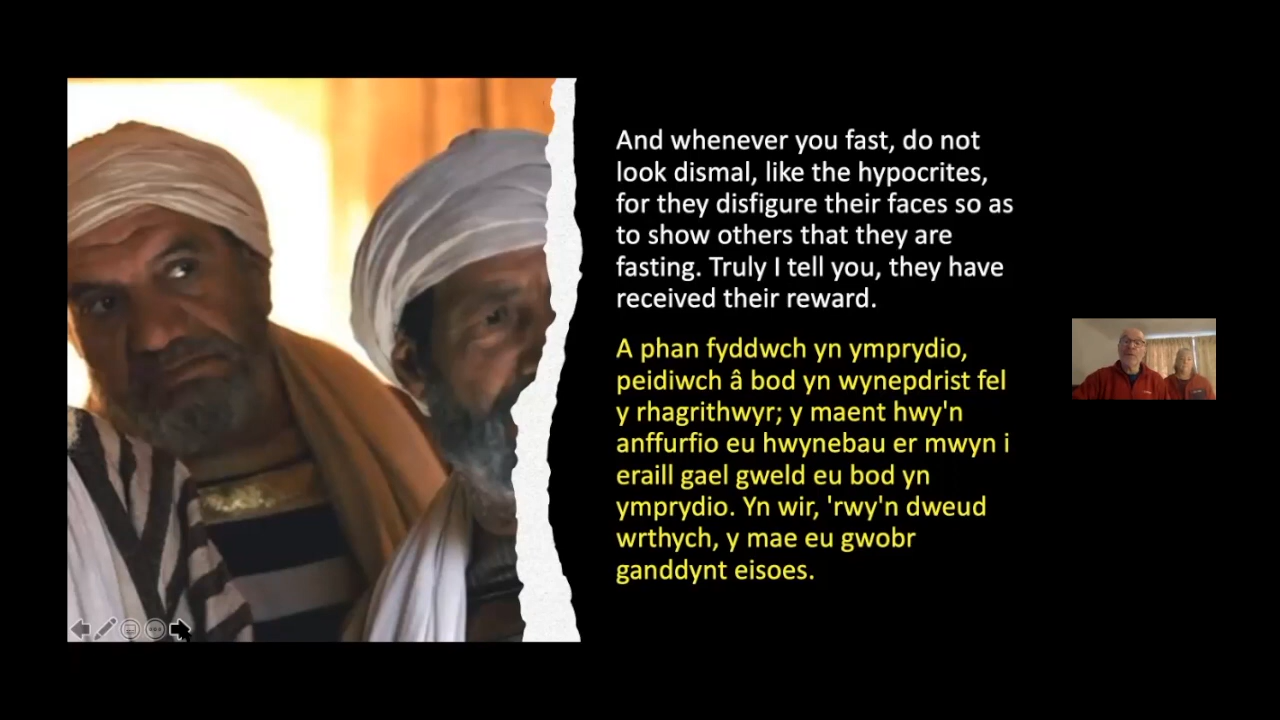 And whenever you fast, do not
look dismal, like the hypocrites,
for they disfigure their faces so as
to show others that they are
fasting. Truly I tell you, they have
received their reward.
A phan fyddwch yn ymprydio,
peidiwch â bod yn wynepdrist fel
y rhagrithwyr; y maent hwy'n
anffurfio eu hwynebau er mwyn i
eraill gael gweld eu bod yn
ymprydio. Yn wir, 'rwy'n dweud
wrthych, y mae eu gwobr
ganddynt eisoes.